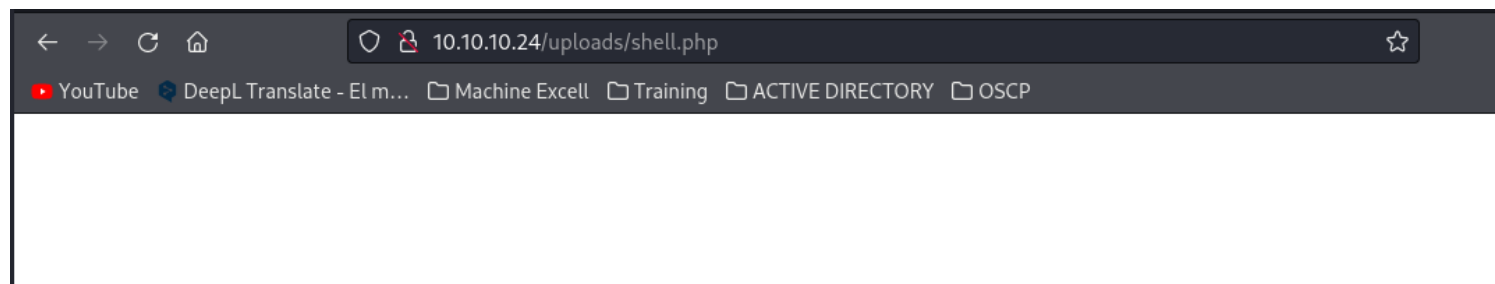 10.10.10.24/uploads/shell.php
YouTube DeepL Translate - El m... Machine Excell Training ACTIVE DIRECTORY OSCP